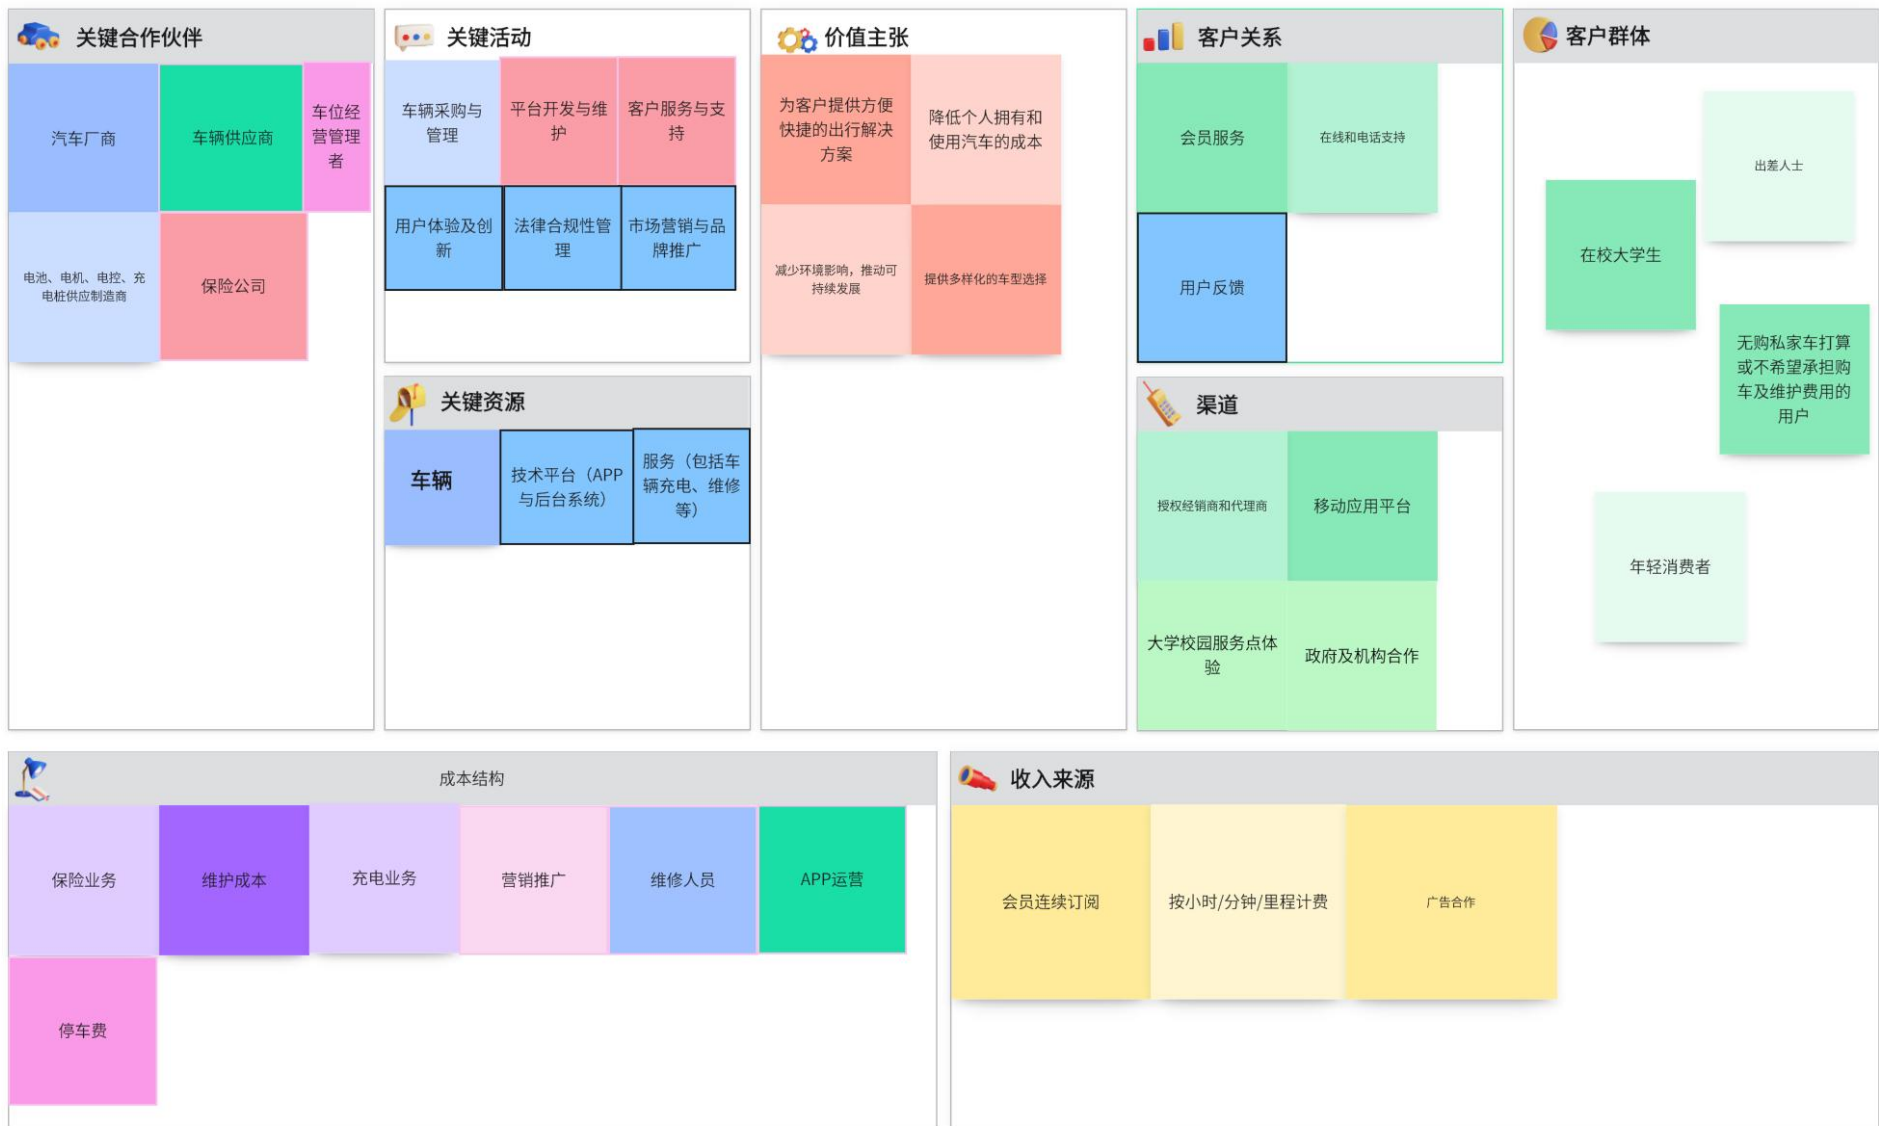 关键合作伙伴
汽车厂商
车辆供应商
车位经
营管理
者
电池、电机、电控、充
电桩供应制造商
保险公司
关键活动
车辆采购与
管理
平台开发与维
护
客户服务与支
持
用户体验及创
新
法律合规性管
理
市场营销与品
牌推广
关键资源
车辆
技术平台（APP
与后台系统）
服务（包括车
辆充电、维修
等）
价值主张
为客户提供方便
快捷的出行解决
方案
降低个人拥有和
使用汽车的成本
减少环境影响，推动可
持续发展
提供多样化的车型选择
客户关系
会员服务
在线和电话支持
用户反馈
渠道
授权经销商和代理商
移动应用平台
大学校园服务点体
验
政府及机构合作
客户群体
出差人士
在校大学生
无购私家车打算
或不希望承担购
车及维护费用的
用户
年轻消费者
成本结构
保险业务
维护成本
充电业务
营销推广
维修人员
APP运营
停车费
收入来源
会员连续订阅
按小时/分钟/里程计费
广告合作